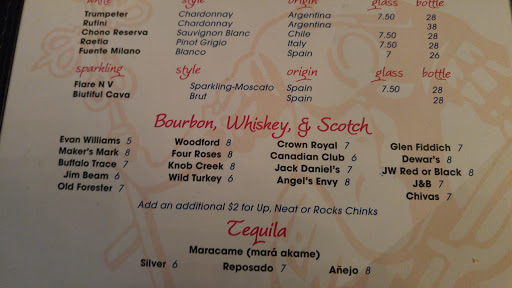 white style origin glass bottle
Trumpeter Chardonnay Argentina 7.50 28
Rutini Chardonnay Argentina 38
Chono Reserva Sauvignon Blanc Chile 7.50 28
Raetia Pinot Grigio Italy 7.50 28
Fuente Milano Blanco Spain 7 26
sparkling style origin glass bottle
Flare N V Sparkling-Moscato Spain 7.50 28
Biutiful Cava Brut Spain 28
Bourbon, Whiskey, & Scotch
Evan Williams 5 Woodford 8 Crown Royal 7 Glen Fiddich 7
Maker's Mark 8 Four Roses 8 Canadian Club 6 Dewar's 8
Buffalo Trace 7 Knob Creek 8 Jack Daniel's 7 JW Red or Black 8
Jim Beam 6 Wild Turkey 6 Angel's Envy 8 J&B 7
Old Forester 7 Chivas 7
Add an additional $2 for Up, Neat or Rocks Chinks
Tequila
Maracame (mará akame)
Silver 6 Reposado 7 Añejo 8